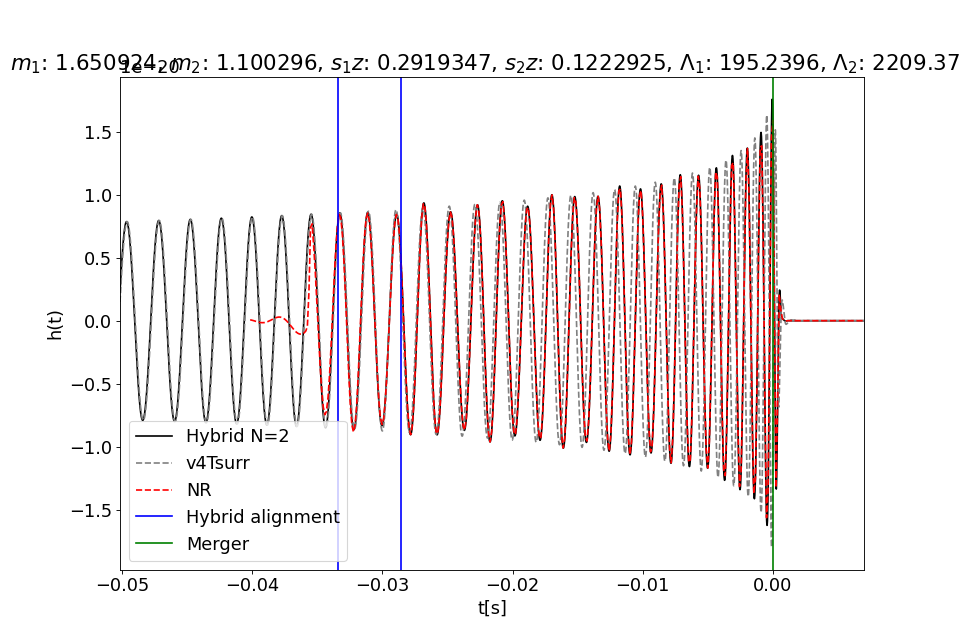 m₁: 1.650924, m₂: 1.100296, s₁z: 0.2919347, s₂z: 0.1222925, Λ₁: 195.2396, Λ₂: 2209.37
1e−20
1.5
1.0
0.5
0.0
−0.5
−1.0
−1.5
h(t)
Hybrid N=2
v4Tsurr
NR
Hybrid alignment
Merger
−0.05 −0.04 −0.03 −0.02 −0.01 0.00
t[s]